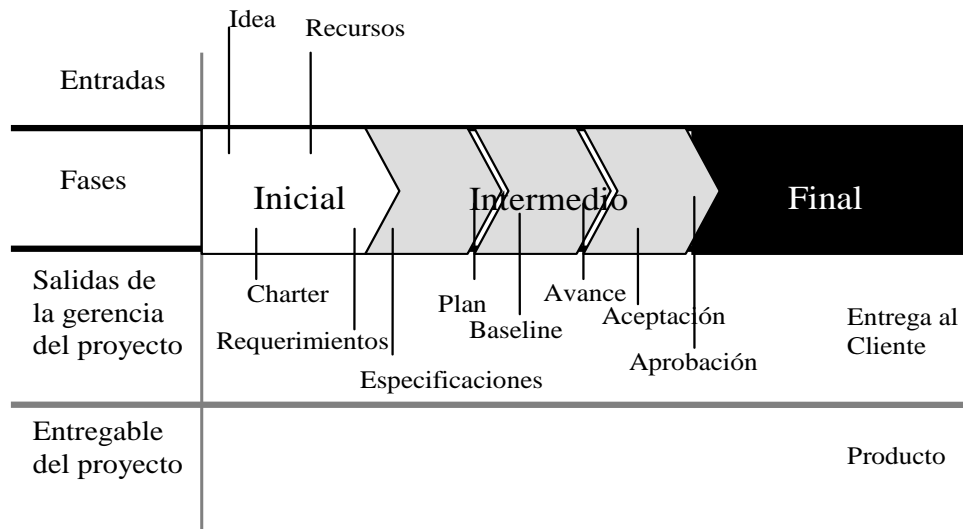 Idea
Recursos
Entradas
Fases
Inicial
Intermedio
Final
Salidas de
la gerencia
del proyecto
Charter
Requerimientos
Especificaciones
Plan
Baseline
Avance
Aceptación
Aprobación
Entrega al
Cliente
Entregable
del proyecto
Producto